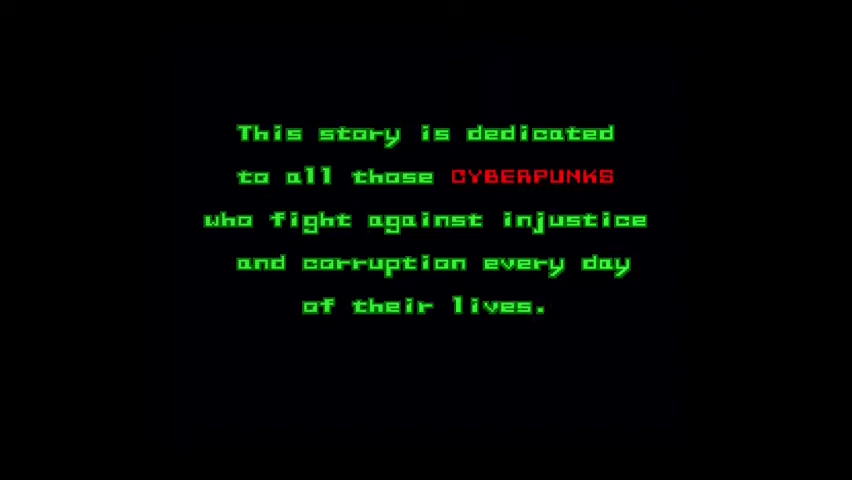 This story is dedicated
to all those CYBERPUNKS
who fight against injustice
and corruption every day
of their lives.